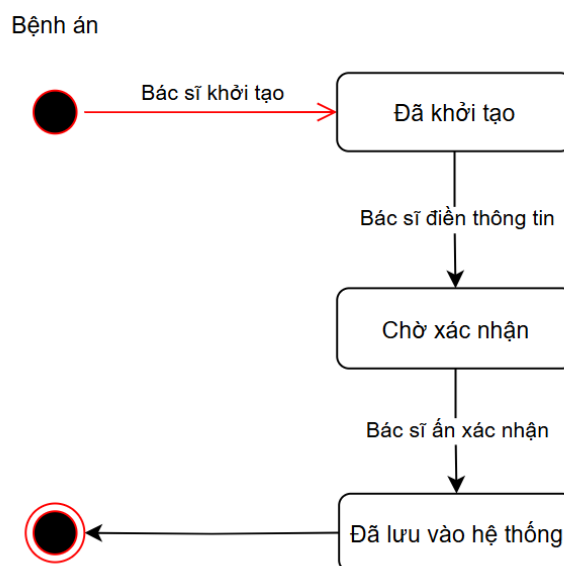 Bệnh án
Bác sĩ khởi tạo
Đã khởi tạo
Bác sĩ điền thông tin
Chờ xác nhận
Bác sĩ ấn xác nhận
Đã lưu vào hệ thống